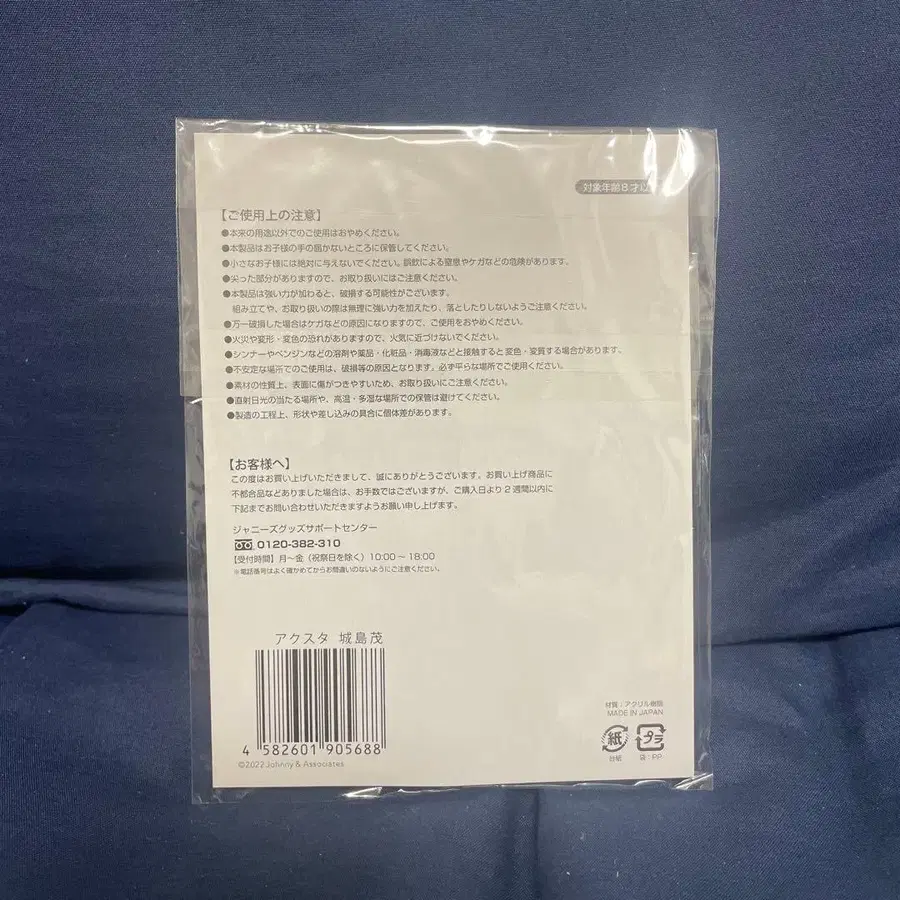 対象年齢8才以
【ご使用上の注意】
●本来の用途以外でのご使用はおやめください。
●本製品はお子様の手の届かないところに保管してください。
●小さなお子様には絶対に与えないでください。誤飲による窒息やケガなどの危険があります。
●尖った部分がありますので、お取り扱いにはご注意ください。
●本製品は強い力が加わると、破損する可能性がございます。
組み立てや、お取り扱いの際は無理に強い力を加えたり、落としたりしないようご注意ください。
●万一破損した場合はケガなどの原因になりますので、ご使用をおやめください。
●火災や変形・変色の恐れがありますので、火気に近づけないでください。
●シンナーやベンジンなどの溶剤や薬品・化粧品・消毒液などと接触すると変色・変質する場合があります。
●不安定な場所でのご使用は、破損等の原因となります。必ず平らな場所でご使用ください。
●素材の性質上、表面に傷がつきやすいため、お取り扱いにご注意ください。
●直射日光の当たる場所や、高温・多湿な場所での保管は避けてください。
●製造の工程上、形状や差し込みの具合に個体差があります。
【お客様へ】
この度はお買い上げいただきまして、誠にありがとうございます。お買い上げ商品に
不都合品などありました場合は、お手数ではございますが、ご購入日より2週間以内に
下記までお問い合わせいただきますようお願い申し上げます。
ジャニーズグッズサポートセンター
0120-382-310
【受付時間】月～金（祝祭日を除く）10:00～18:00
※電話番号はよく確かめてからお間違いのないようにご注意ください。
アクスタ 城島茂
4 582601 905688
©2022 Johnny & Associates
材質：アクリル樹脂
MADE IN JAPAN
紙 プラ
台紙 袋：PP